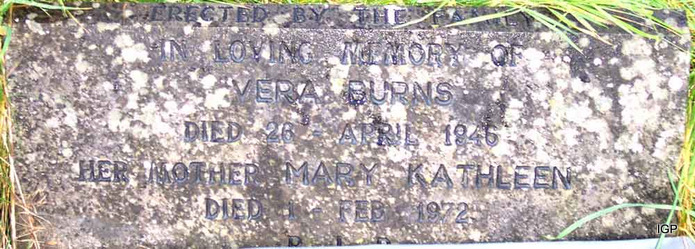 ERECTED BY THE FAMILY
IN LOVING MEMORY OF
VERA BURNS
DIED 26 - APRIL 1946
HER MOTHER MARY KATHLEEN
DIED 1 - FEB 1972
IGP